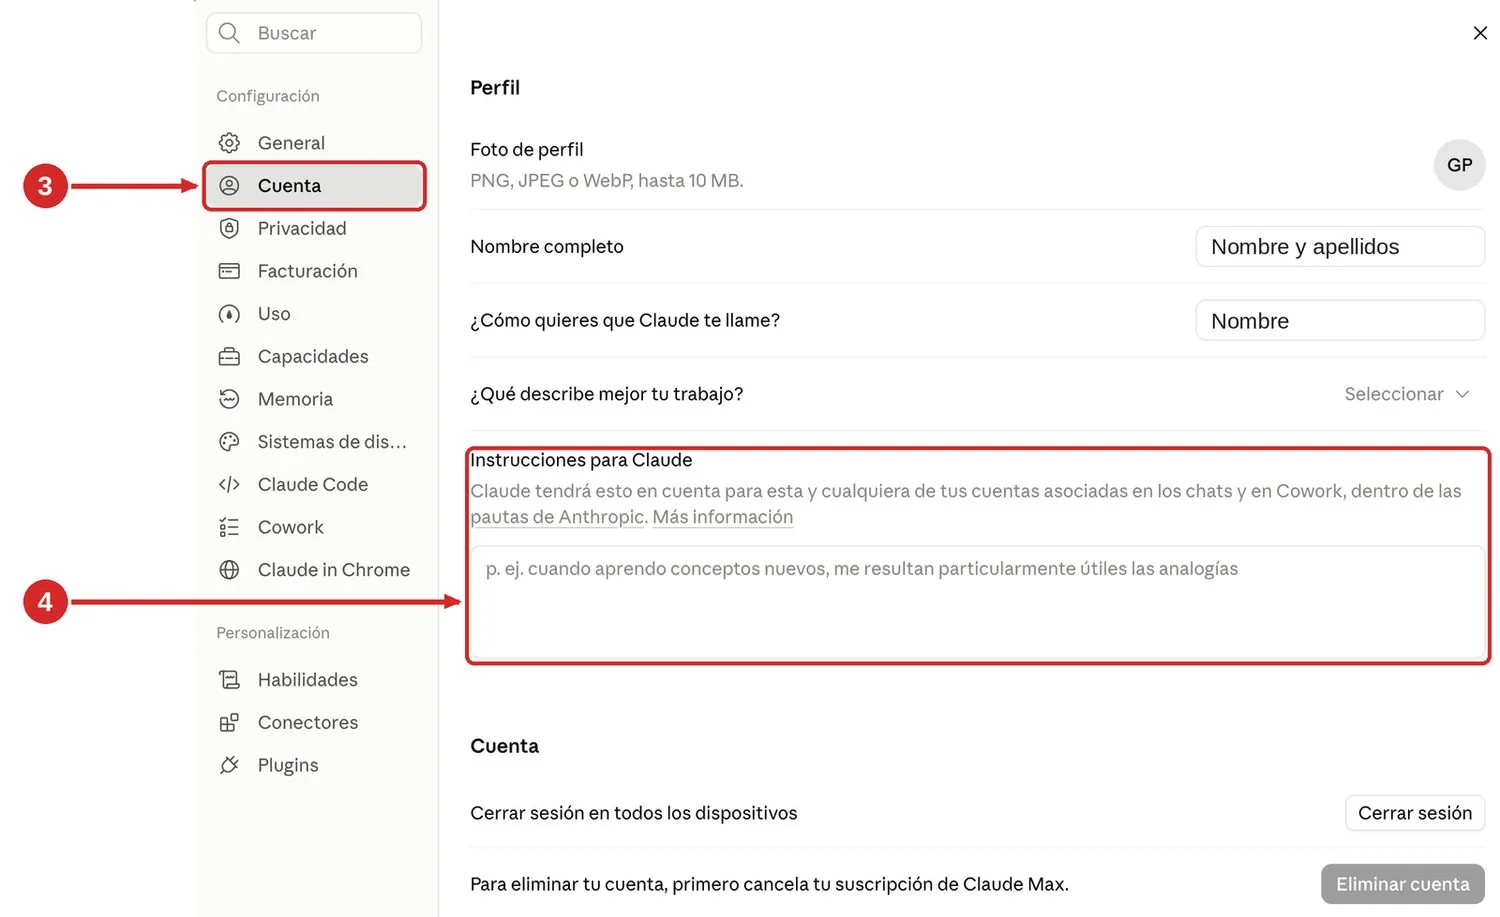 Buscar
Configuración
General
3
Cuenta
Privacidad
Facturación
Uso
Capacidades
Memoria
Sistemas de dis...
Claude Code
Cowork
Claude in Chrome
4
Personalización
Habilidades
Conectores
Plugins
Perfil
Foto de perfil
PNG, JPEG o WebP, hasta 10 MB.
GP
Nombre completo
Nombre y apellidos
¿Cómo quieres que Claude te llame?
Nombre
¿Qué describe mejor tu trabajo?
Seleccionar
Instrucciones para Claude
Claude tendrá esto en cuenta para esta y cualquiera de tus cuentas asociadas en los chats y en Cowork, dentro de las
pautas de Anthropic. Más información
p. ej. cuando aprendo conceptos nuevos, me resultan particularmente útiles las analogías
Cuenta
Cerrar sesión en todos los dispositivos
Cerrar sesión
Para eliminar tu cuenta, primero cancela tu suscripción de Claude Max.
Eliminar cuenta